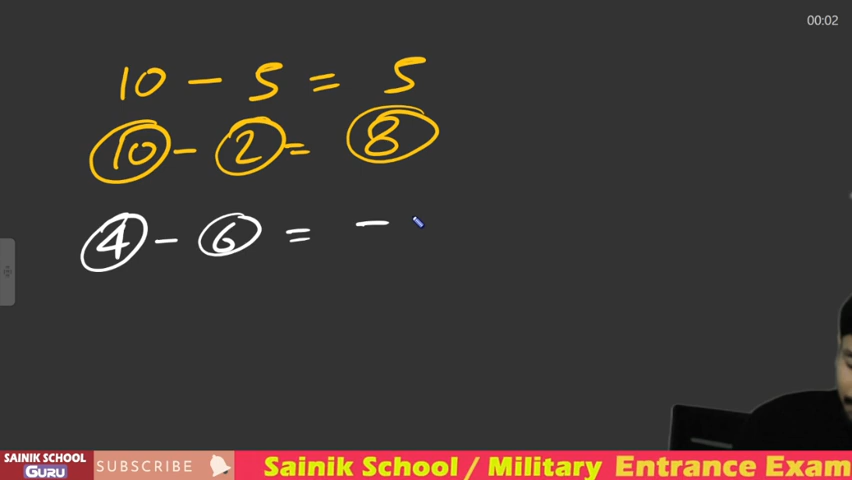 00:02
10 - 5 = 5
10 - 2 = 8
4 - 6 = -
SAINIK SCHOOL
GURU
SUBSCRIBE
Sainik School / Military Entrance Exam